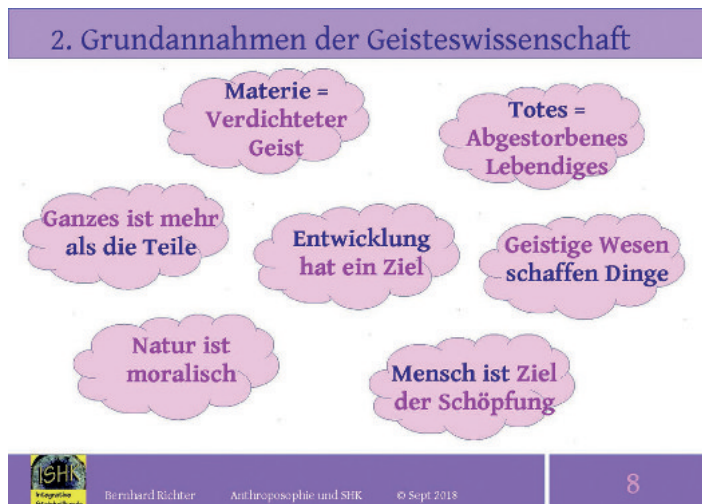 2. Grundannahmen der Geisteswissenschaft
Materie =
Verdichteter
Geist
Totes =
Abgestorbenes
Lebendiges
Ganzes ist mehr
als die Teile
Entwicklung
hat ein Ziel
Geistige Wesen
schaffen Dinge
Natur ist
moralisch
Mensch ist Ziel
der Schöpfung
ISHK
Integrative
Bernhard Richter
Anthroposophie und SHK
© Sept 2018
8